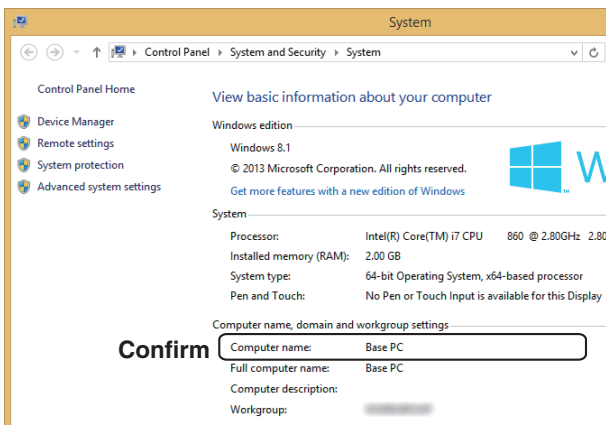 System
Control Panel System and Security System
Control Panel Home
View basic information about your computer
Device Manager
Windows edition
Remote settings
Windows 8.1
System protection
© 2013 Microsoft Corporation. All rights reserved.
Advanced system settings
Get more features with a new edition of Windows
System
Processor: Intel(R) Core(TM) i7 CPU 860 @ 2.80GHz 2.80
Installed memory (RAM): 2.00 GB
System type: 64-bit Operating System, x64-based processor
Pen and Touch: No Pen or Touch Input is available for this Display
Computer name, domain and workgroup settings
Confirm Computer name: Base PC
Full computer name: Base PC
Computer description:
Workgroup: